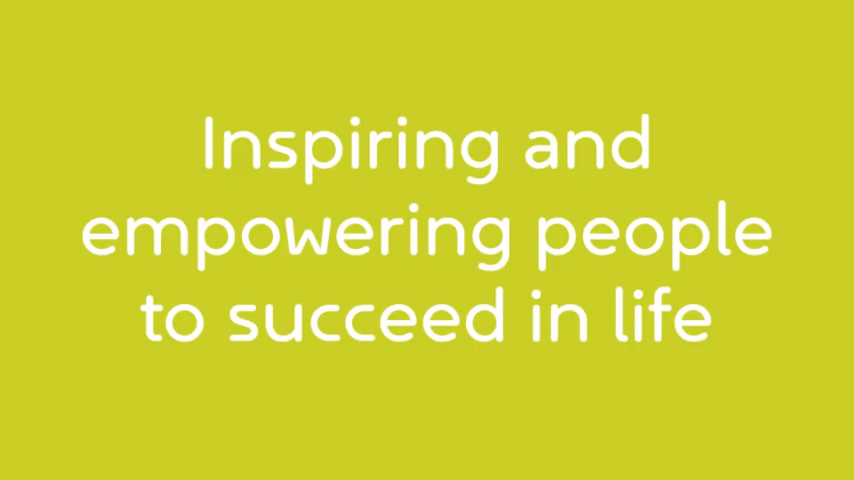 Inspiring and
empowering people
to succeed in life